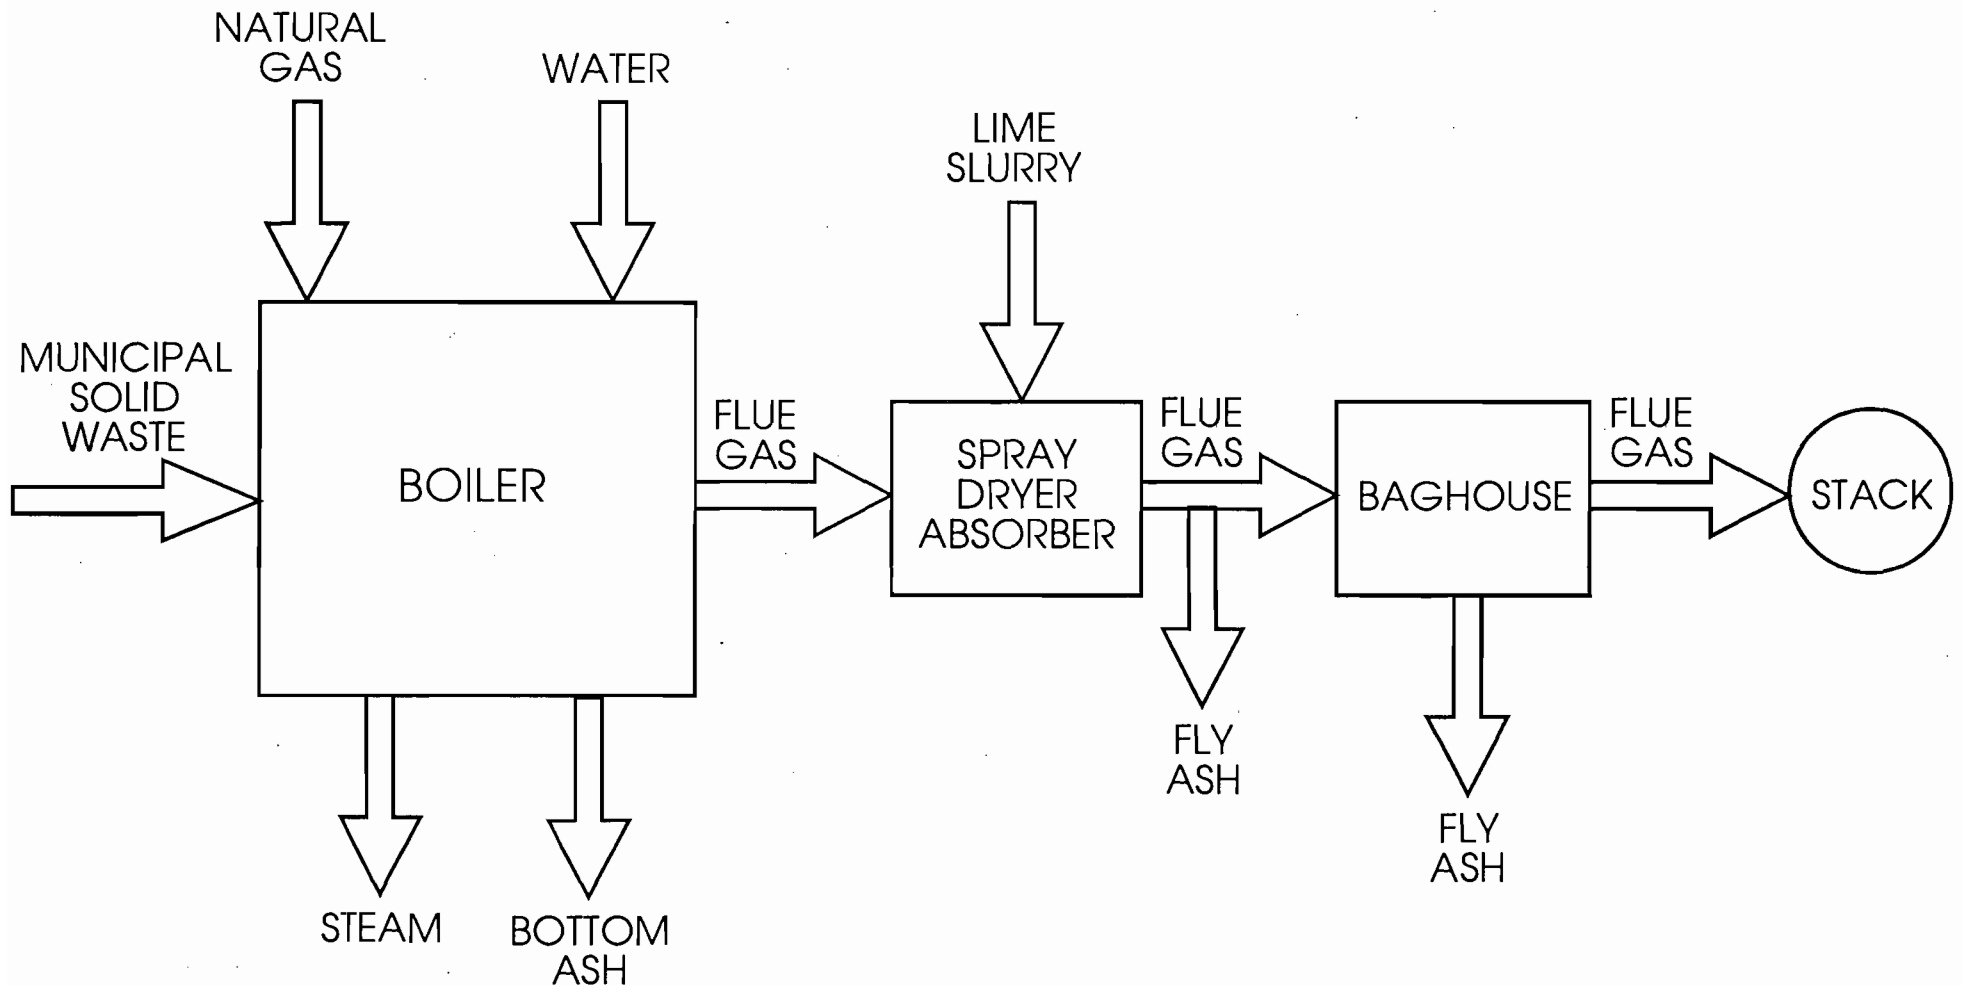 NATURAL
GAS
WATER
LIME
SLURRY
MUNICIPAL
SOLID
WASTE
BOILER
FLUE
GAS
SPRAY
DRYER
ABSORBER
FLUE
GAS
BAGHOUSE
FLUE
GAS
STACK
FLY
ASH
FLY
ASH
STEAM
BOTTOM
ASH